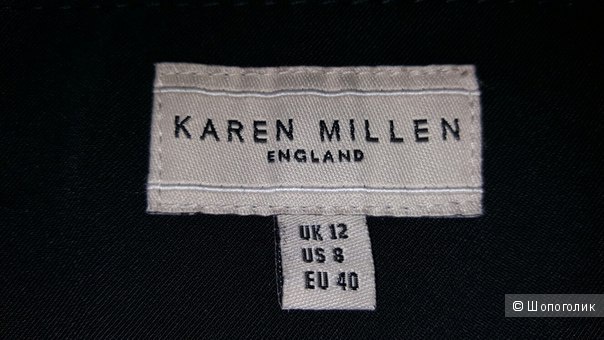 KAREN MILLEN
ENGLAND
UK 12
US 8
EU 40
© Шопоголик